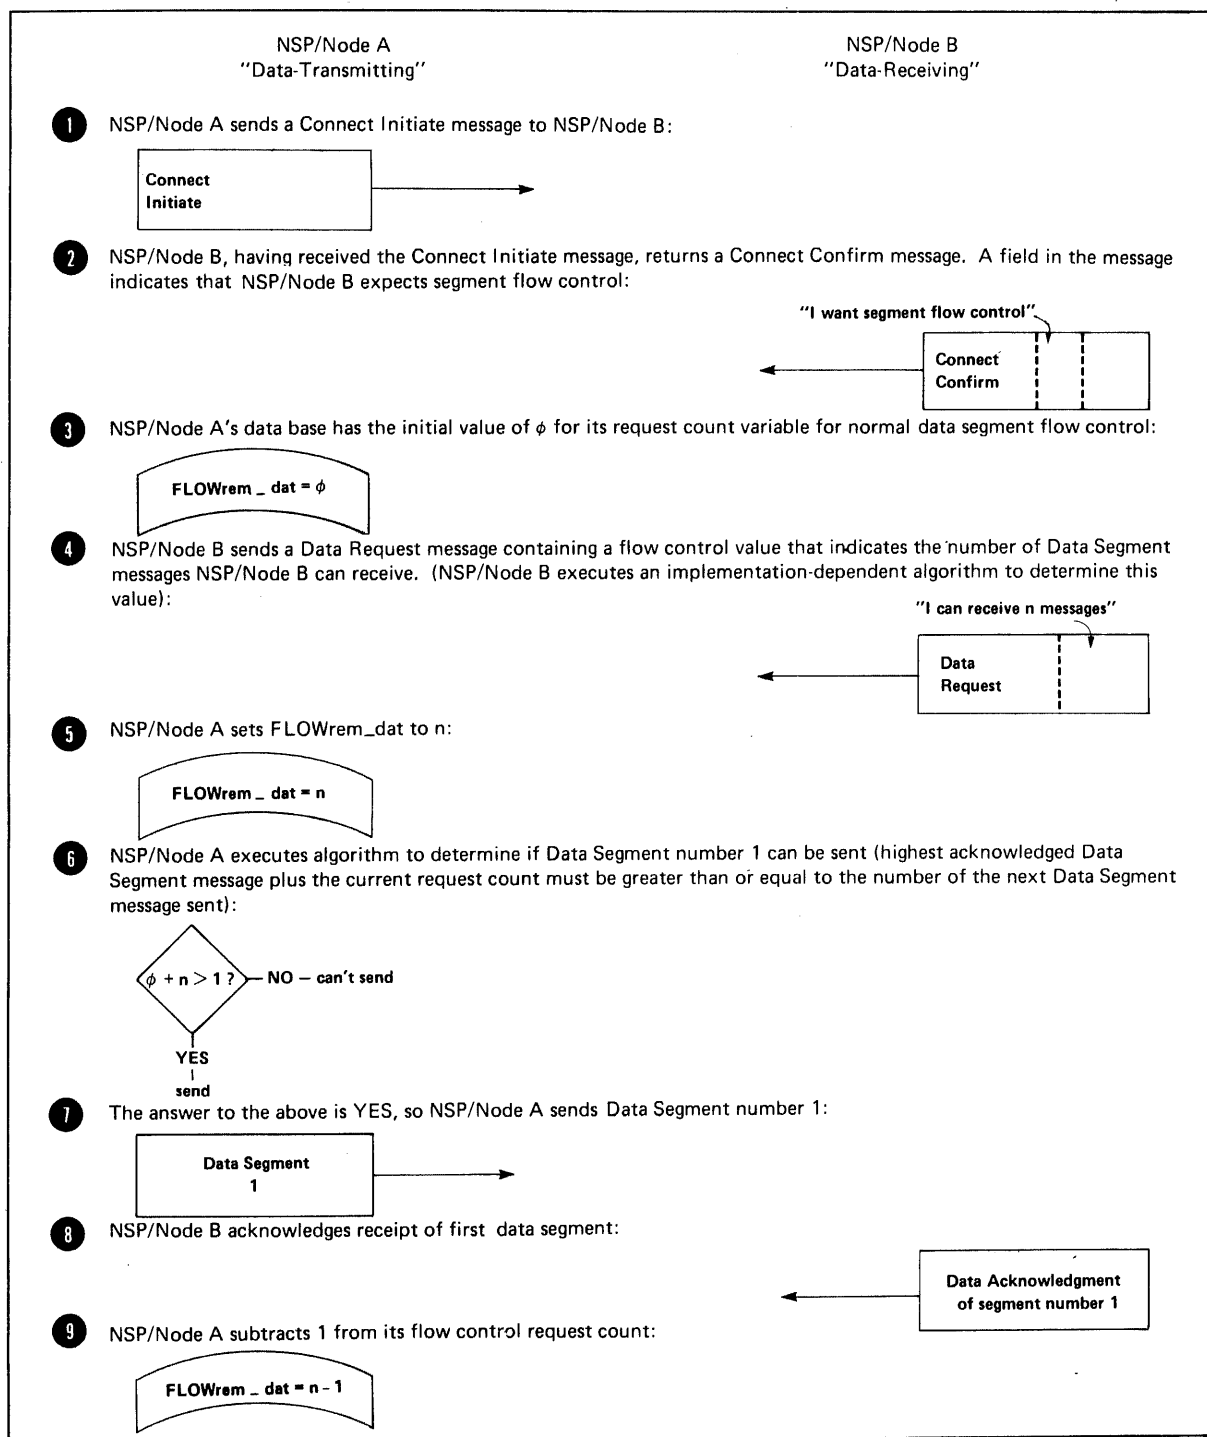 NSP/Node A
"Data-Transmitting"
NSP/Node B
"Data-Receiving"
1 NSP/Node A sends a Connect Initiate message to NSP/Node B:
Connect
Initiate
2 NSP/Node B, having received the Connect Initiate message, returns a Connect Confirm message. A field in the message
indicates that NSP/Node B expects segment flow control:
"I want segment flow control"
Connect
Confirm
3 NSP/Node A's data base has the initial value of ϕ for its request count variable for normal data segment flow control:
FLOWrem _ dat = ϕ
4 NSP/Node B sends a Data Request message containing a flow control value that indicates the number of Data Segment
messages NSP/Node B can receive. (NSP/Node B executes an implementation-dependent algorithm to determine this
value):
"I can receive n messages"
Data
Request
5 NSP/Node A sets FLOWrem_dat to n:
FLOWrem _ dat = n
6 NSP/Node A executes algorithm to determine if Data Segment number 1 can be sent (highest acknowledged Data
Segment message plus the current request count must be greater than or equal to the number of the next Data Segment
message sent):
ϕ + n > 1 ? — NO — can't send
YES
send
7 The answer to the above is YES, so NSP/Node A sends Data Segment number 1:
Data Segment
1
8 NSP/Node B acknowledges receipt of first data segment:
Data Acknowledgment
of segment number 1
9 NSP/Node A subtracts 1 from its flow control request count:
FLOWrem _ dat = n - 1